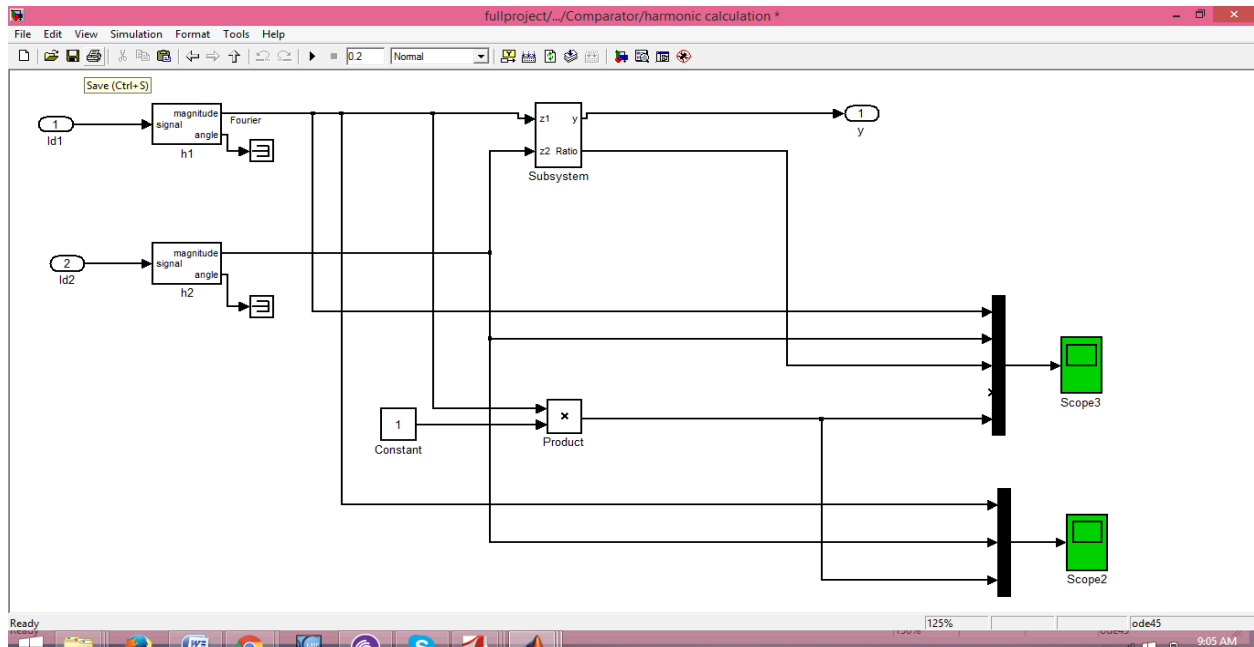 fullproject/.../Comparator/harmonic calculation *
File Edit View Simulation Format Tools Help
0.2 Normal
Save (Ctrl+S)
1
Id1
magnitude
signal
angle
h1
Fourier
z1 y
z2 Ratio
Subsystem
1
y
2
Id2
magnitude
signal
angle
h2
1
Constant
×
Product
Scope3
Scope2
Ready
125%
ode45
9:05 AM